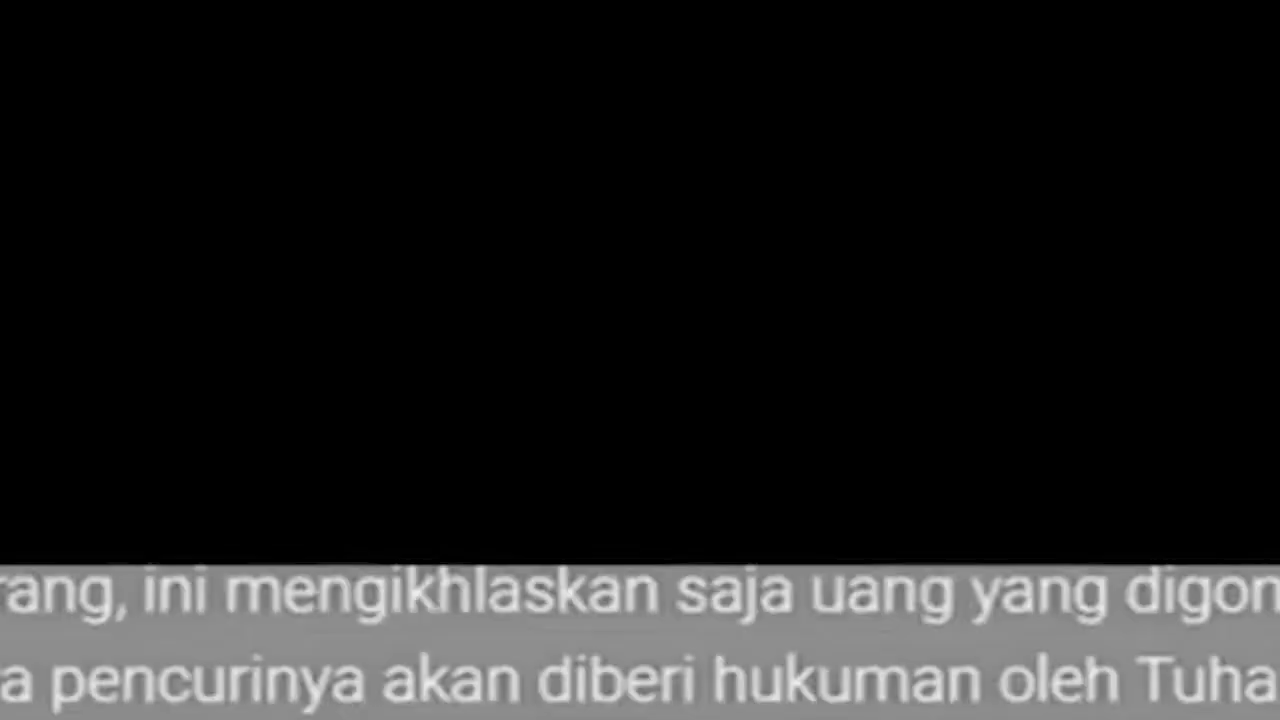 rang, ini mengikhlaskan saja uang yang digon
a pencurinya akan diberi hukuman oleh Tuha